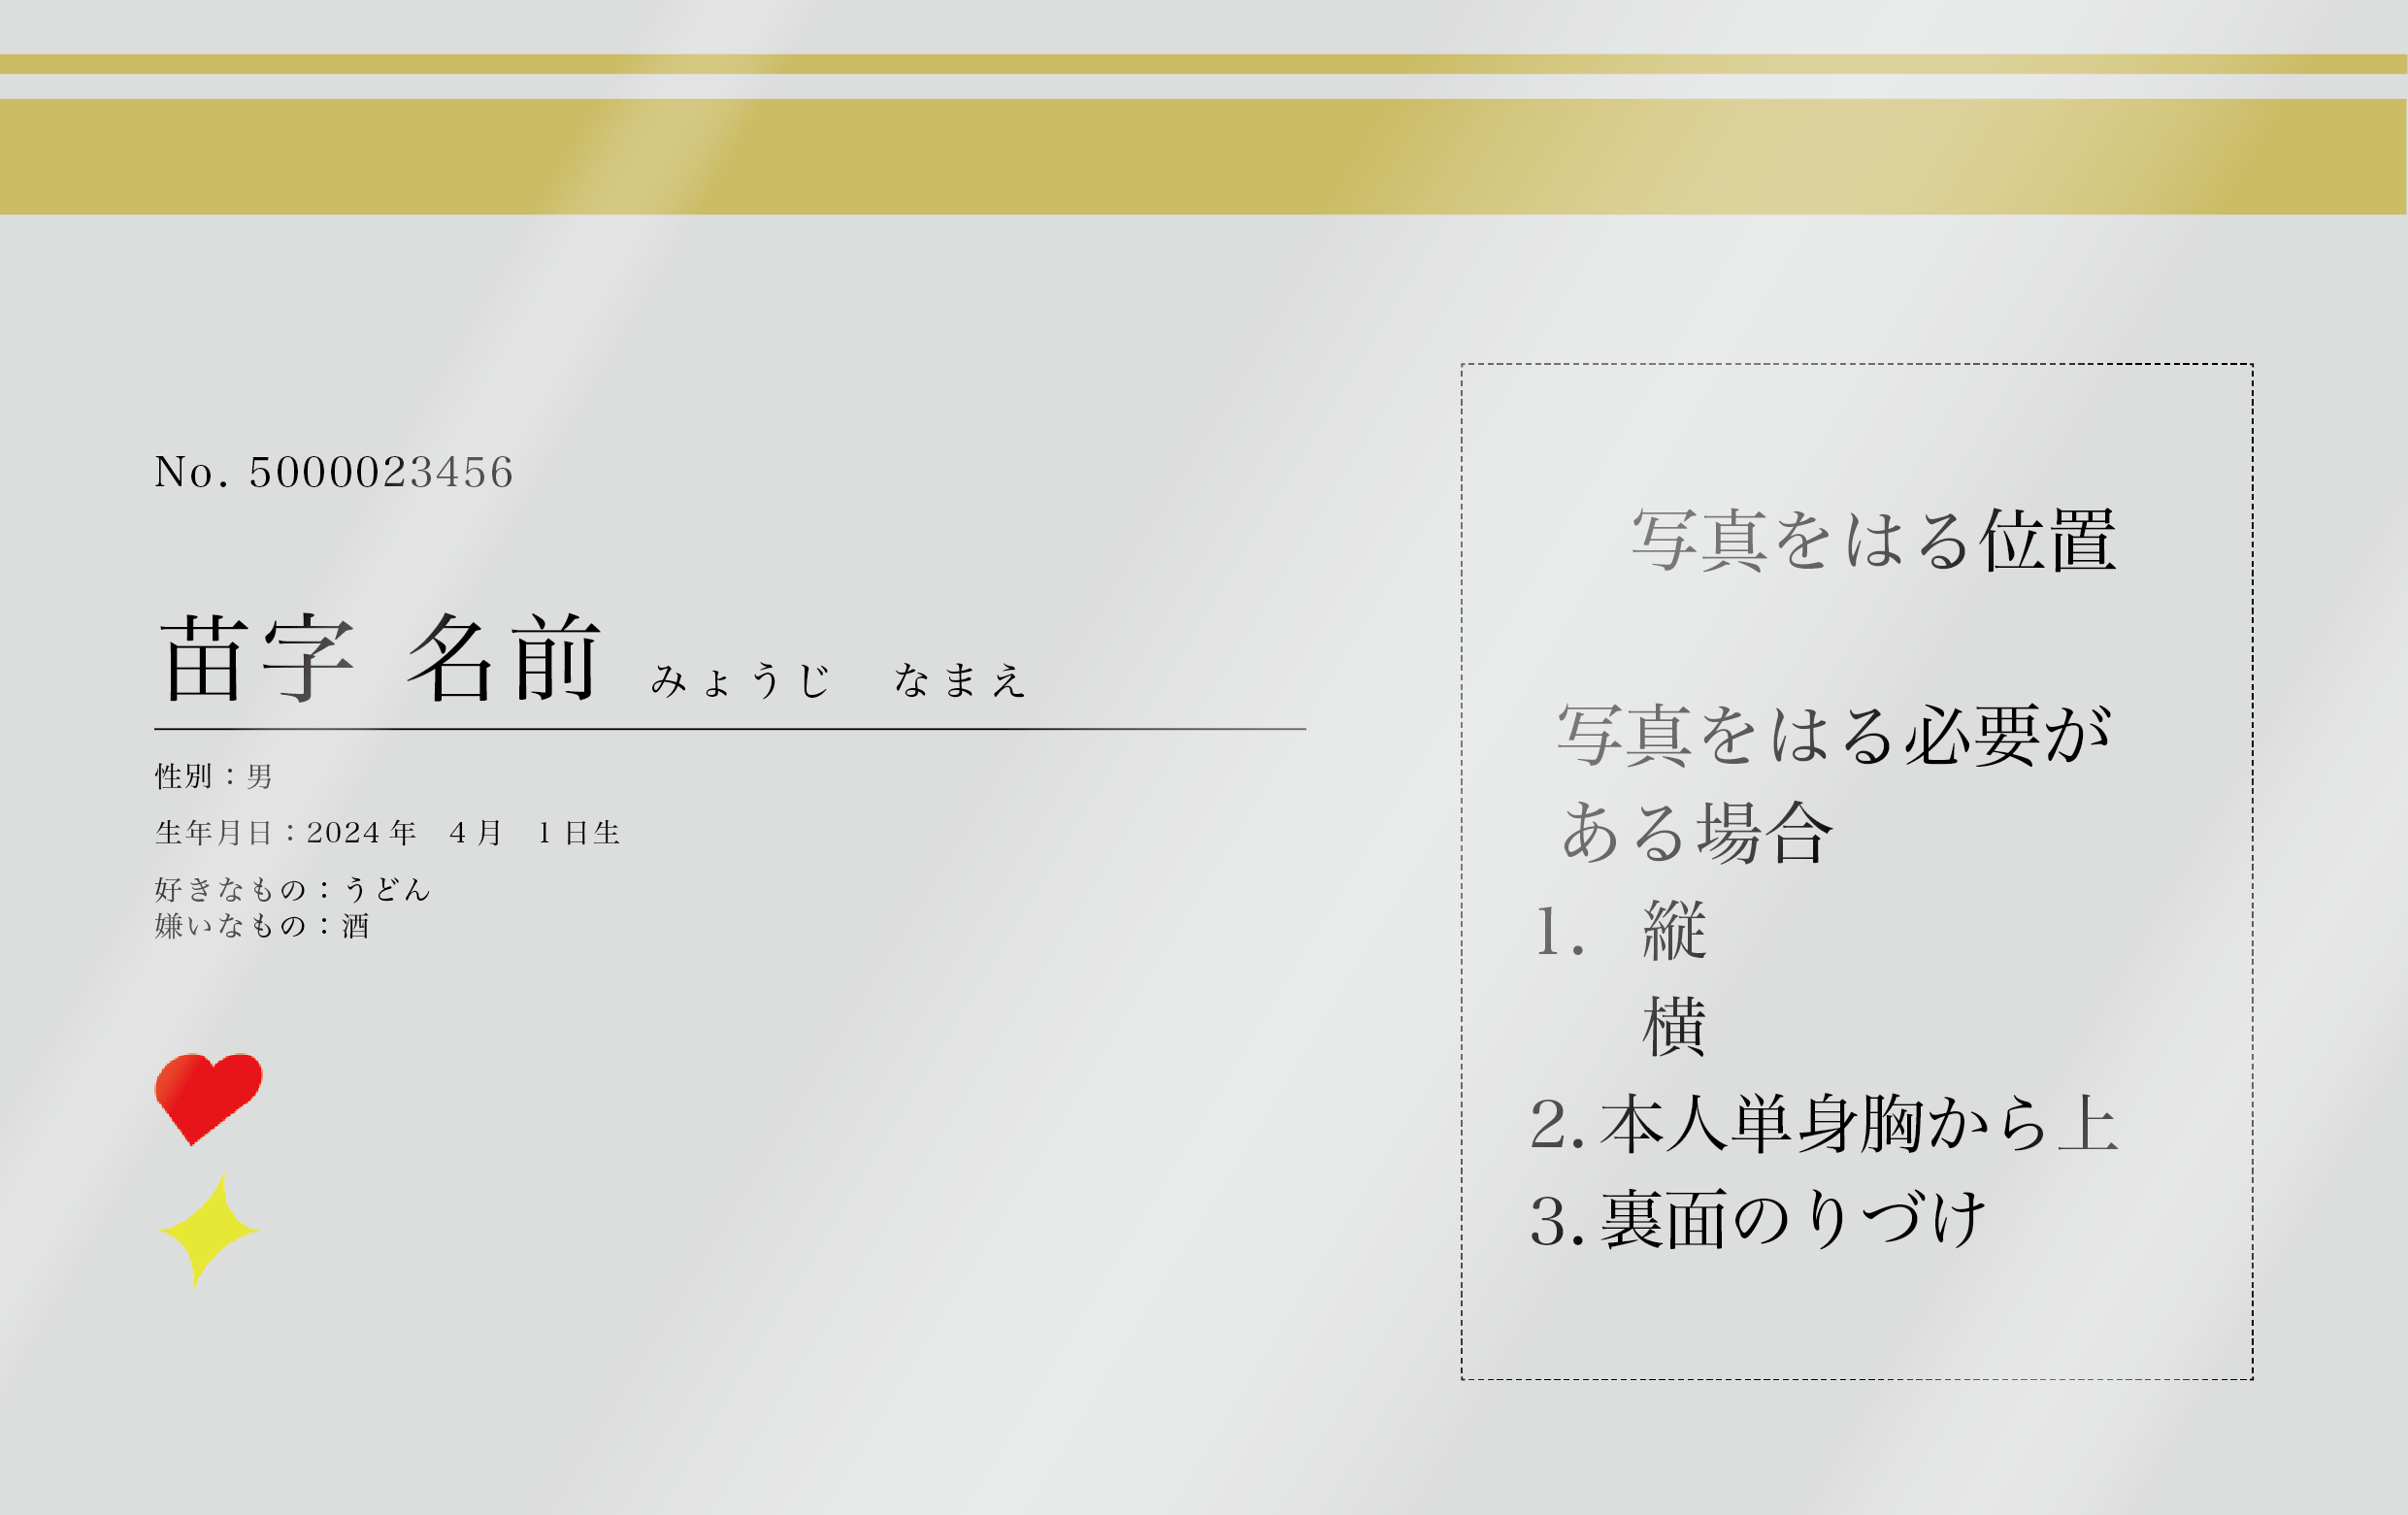 No. 5000023456
苗字 名前 みょうじ　なまえ
性別：男
生年月日：2024年　4月　1日生
好きなもの：うどん
嫌いなもの：酒
写真をはる位置
写真をはる必要が
ある場合
1.　縦
横
2.本人単身胸から上
3.裏面のりづけ